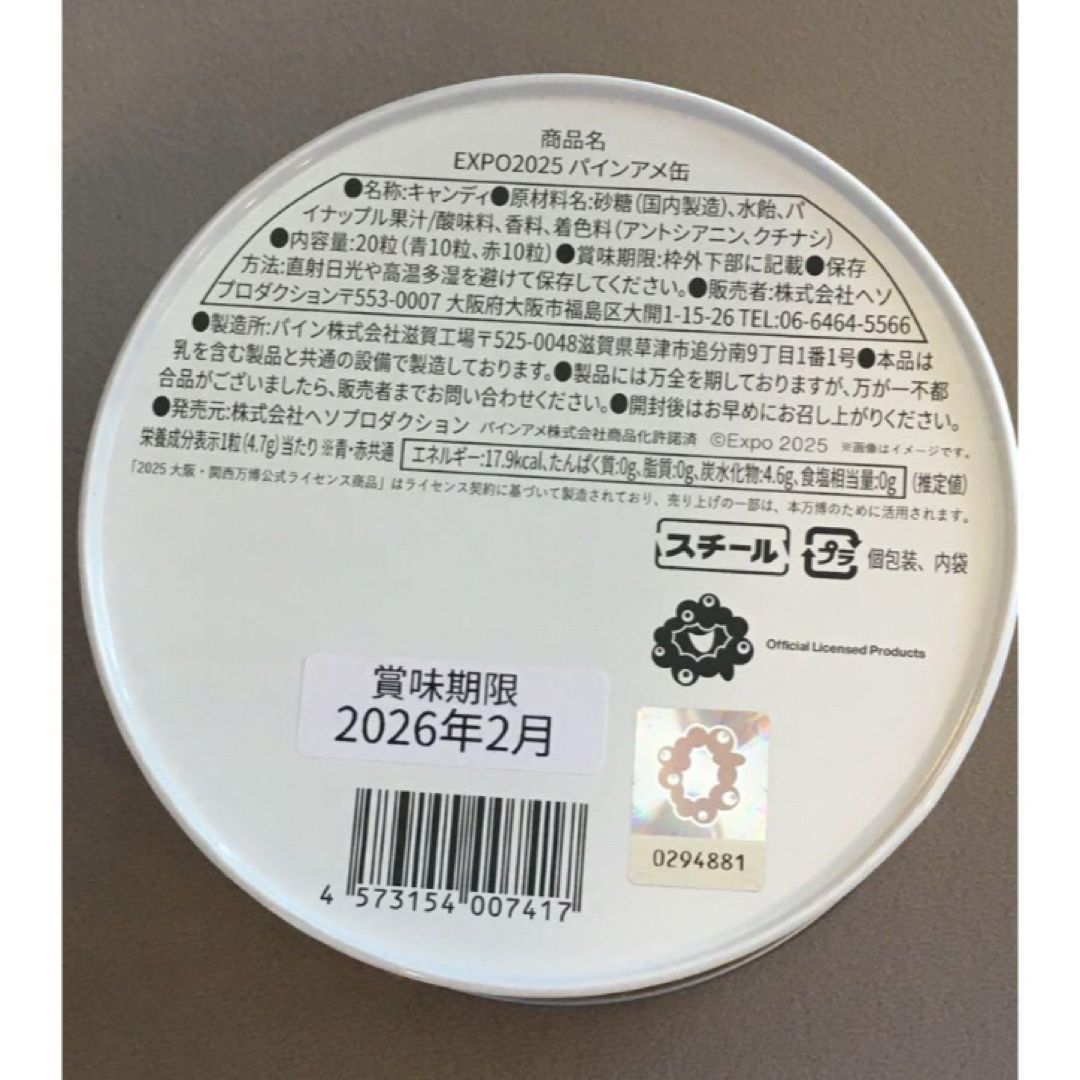 商品名
EXPO2025 パインアメ缶
●名称:キャンディ●原材料名:砂糖(国内製造)、水飴、パ
イナップル果汁/酸味料、香料、着色料(アントシアニン、クチナシ)
●内容量:20粒(青10粒、赤10粒)●賞味期限:枠外下部に記載●保存
方法:直射日光や高温多湿を避けて保存してください。●販売者:株式会社ヘソ
プロダクション〒553-0007 大阪府大阪市福島区大開1-15-26 TEL:06-6464-5566
●製造所:パイン株式会社滋賀工場〒525-0048滋賀県草津市追分南9丁目1番1号●本品は
乳を含む製品と共通の設備で製造しております。●製品には万全を期しておりますが、万が一不都
合品がございましたら、販売者までお問い合わせください。●開封後はお早めにお召し上がりください。
●発売元:株式会社ヘソプロダクション パインアメ株式会社商品化許諾済 ©Expo 2025 ※画像はイメージです。
栄養成分表示1粒(4.7g)当たり※青・赤共通 エネルギー:17.9kcal、たんぱく質:0g、脂質:0g、炭水化物:4.6g、食塩相当量:0g (推定値)
「2025 大阪・関西万博公式ライセンス商品」はライセンス契約に基づいて製造されており、売り上げの一部は、本万博のために活用されます。
スチール プラ 個包装、内袋
Official Licensed Products
賞味期限
2026年2月
0294881
4 573154 007417